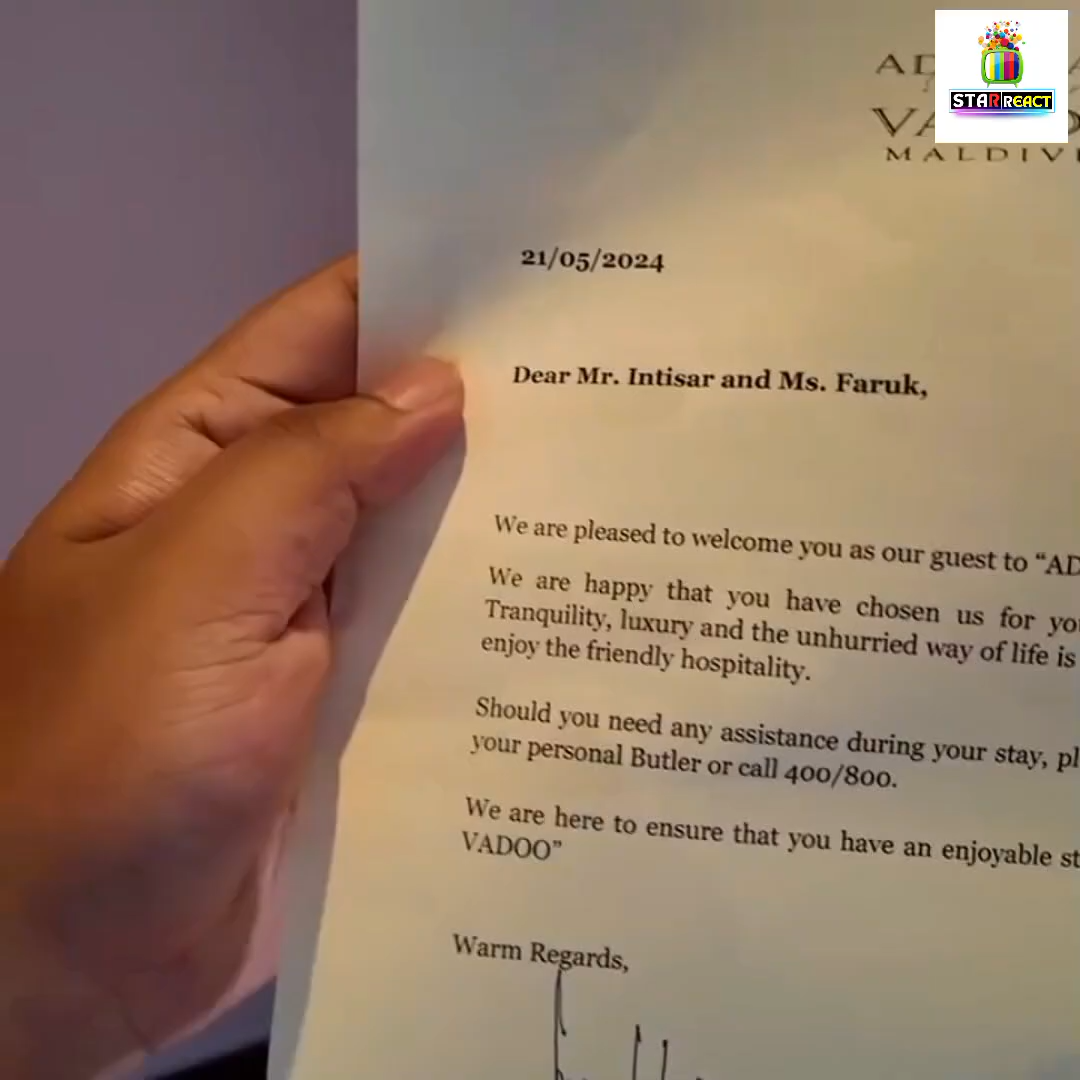 STAR REACT
MALDIV
21/05/2024
Dear Mr. Intisar and Ms. Faruk,
We are pleased to welcome you as our guest to “AD
We are happy that you have chosen us for yo
Tranquility, luxury and the unhurried way of life is
enjoy the friendly hospitality.
Should you need any assistance during your stay, pl
your personal Butler or call 400/800.
We are here to ensure that you have an enjoyable st
VADOO”
Warm Regards,